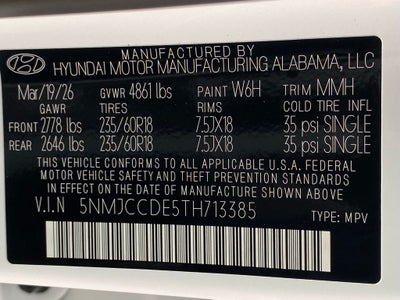 MANUFACTURED BY
HYUNDAI MOTOR MANUFACTURING ALABAMA, LLC
Mar/19/26 GVWR 4861 lbs PAINT W6H TRIM MMH
GAWR TIRES RIMS COLD TIRE INFL
FRONT 2778 lbs 235/60R18 7.5JX18 35 psi SINGLE
REAR 2646 lbs 235/60R18 7.5JX18 35 psi SINGLE
THIS VEHICLE CONFORMS TO ALL APPLICABLE U.S.A. FEDERAL
MOTOR VEHICLE SAFETY, BUMPER, AND THEFT PREVENTION STANDARDS
IN EFFECT ON THE DATE OF MANUFACTURE SHOWN ABOVE.
V.I.N 5NMJCCDE5TH713385 TYPE: MPV